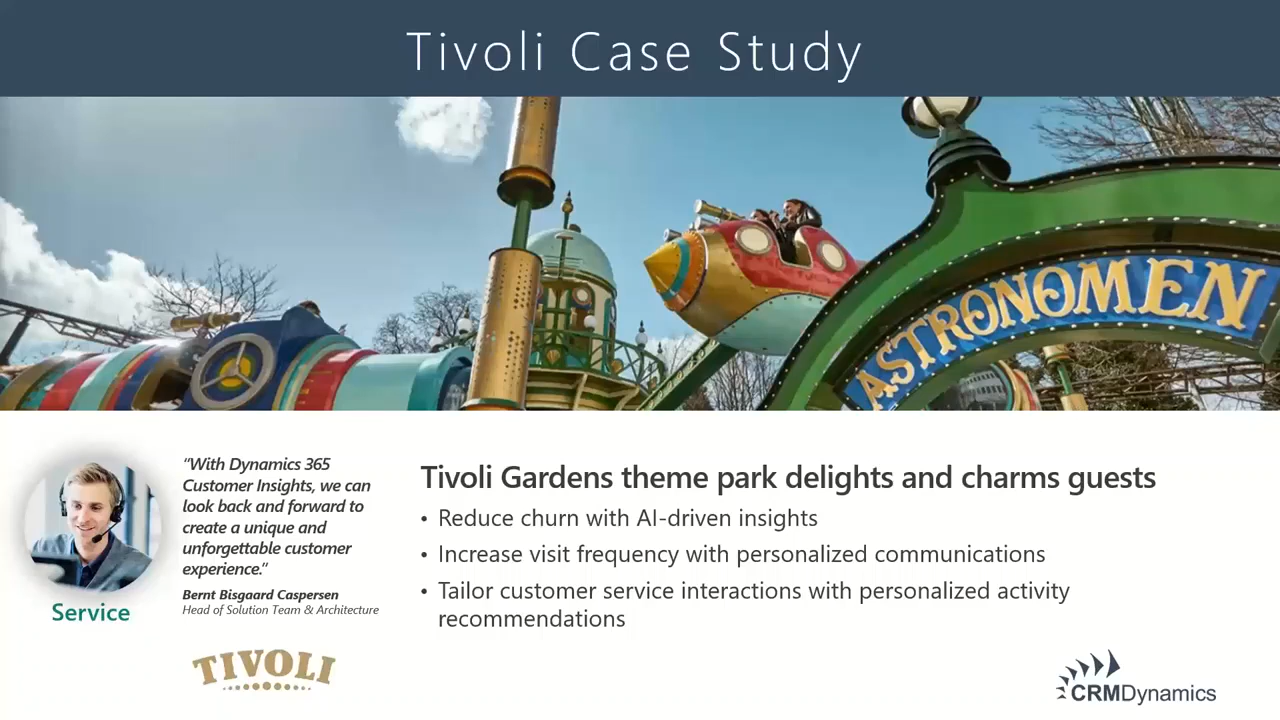 Tivoli Case Study
ASTRONOMEN
“With Dynamics 365
Customer Insights, we can
look back and forward to
create a unique and
unforgettable customer
experience.”
Bernt Bisgaard Caspersen
Head of Solution Team & Architecture
Service
TIVOLI
Tivoli Gardens theme park delights and charms guests
• Reduce churn with AI-driven insights
• Increase visit frequency with personalized communications
• Tailor customer service interactions with personalized activity
recommendations
CRMDynamics